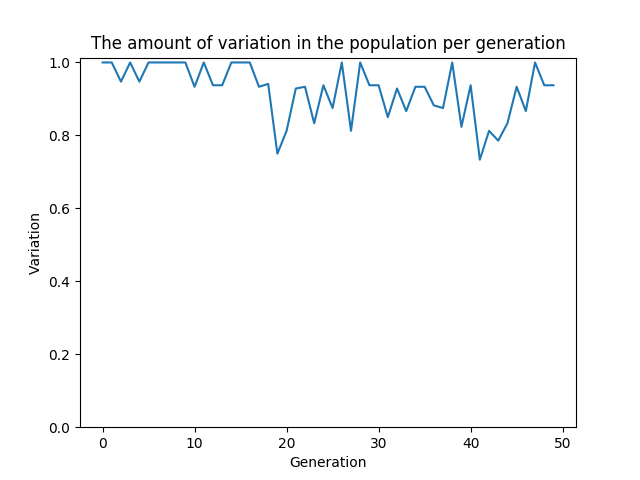 The amount of variation in the population per generation
1.0
0.8
0.6
0.4
0.2
0.0
Variation
0 10 20 30 40 50
Generation